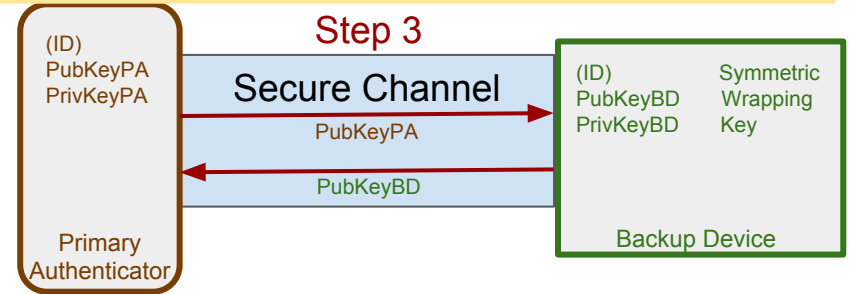 Step 3
(ID)
PubKeyPA
PrivKeyPA
Secure Channel
PubKeyPA
PubKeyBD
(ID) Symmetric
PubKeyBD Wrapping
PrivKeyBD Key
Primary
Authenticator
Backup Device